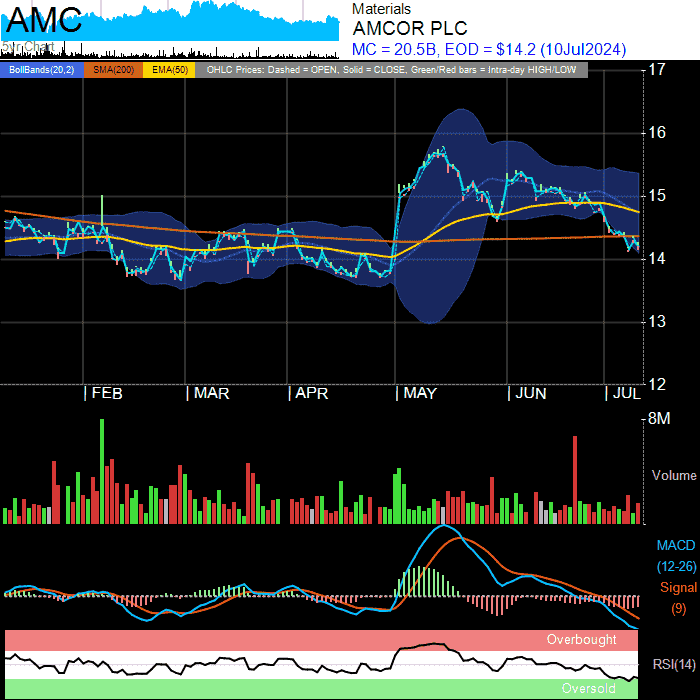 AMC
5yr Chart
Materials
AMCOR PLC
MC = 20.5B, EOD = $14.2 (10Jul2024)
BollBands(20,2) SMA(200) EMA(50) OHLC Prices: Dashed = OPEN, Solid = CLOSE, Green/Red bars = Intra-day HIGH/LOW
17
16
15
14
13
12
| FEB | MAR | APR | MAY | JUN | JUL
8M
Volume
MACD
(12-26)
Signal
(9)
Overbought
RSI(14)
Oversold